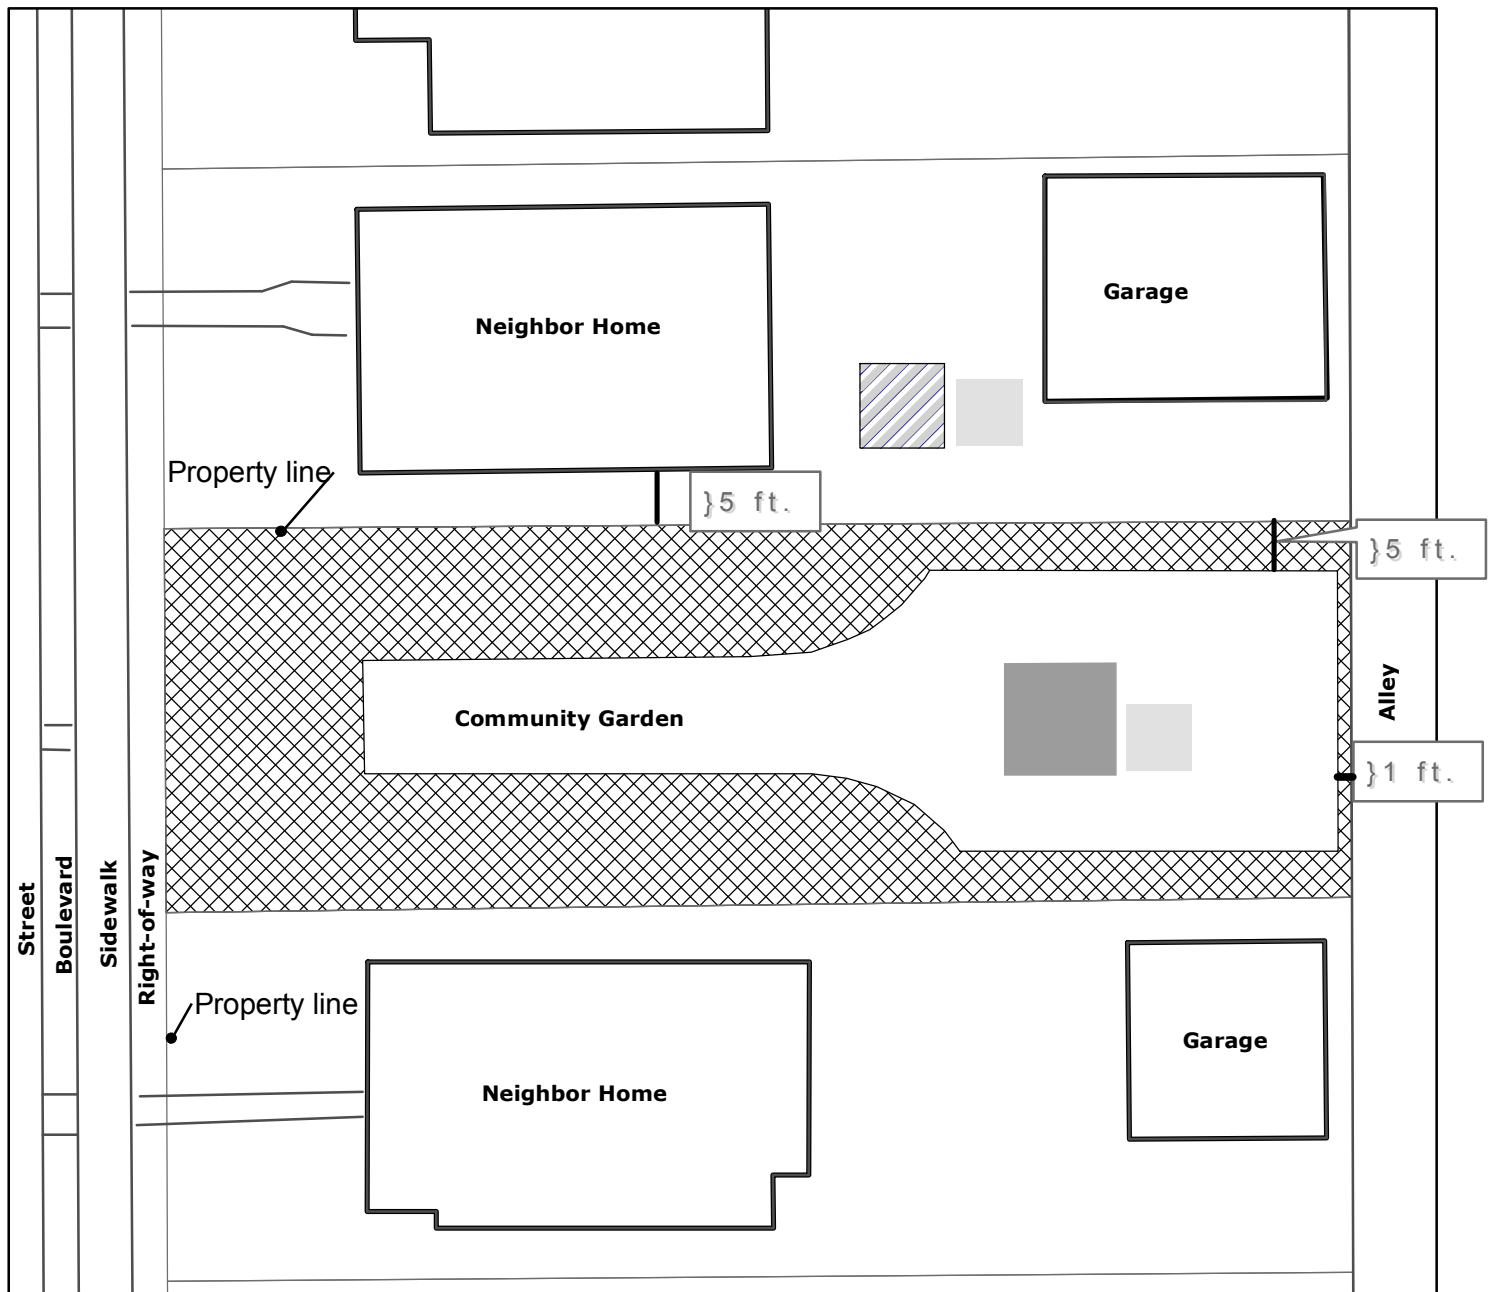 Garage
Neighbor Home
Property line
}5 ft.
}5 ft.
Community Garden
Alley
}1 ft.
Street
Boulevard
Sidewalk
Right-of-way
Property line
Garage
Neighbor Home